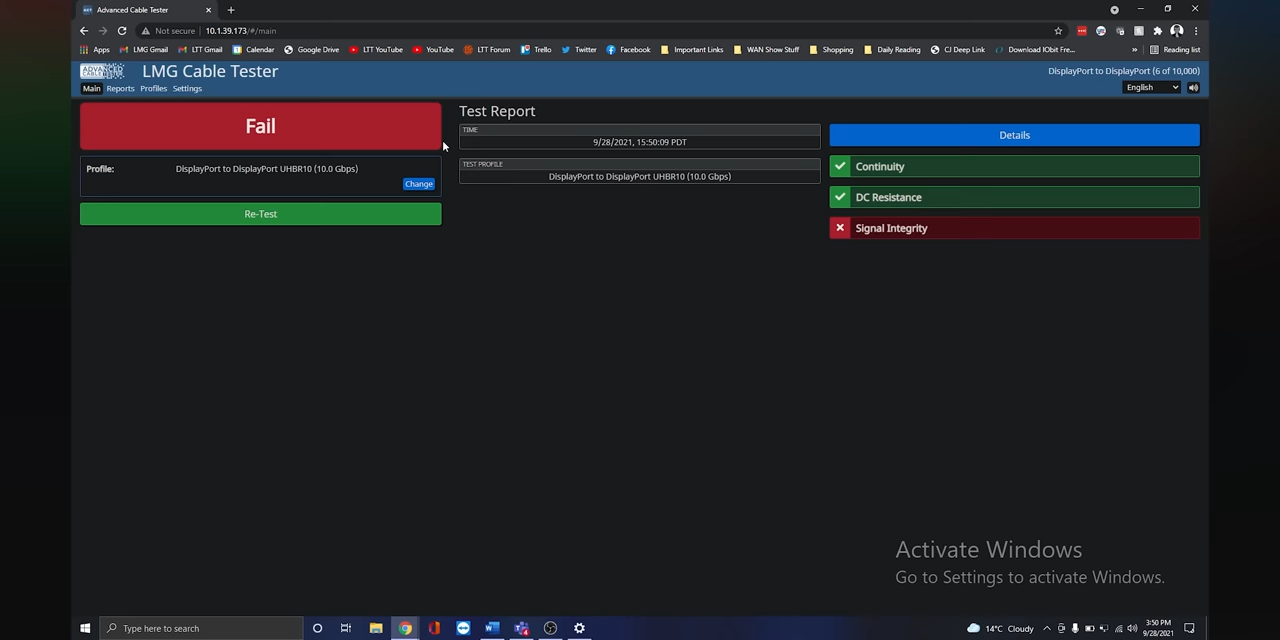 Advanced Cable Tester
Not secure | 10.1.39.173/#/main
Apps LMG Gmail LTT Gmail Calendar Google Drive LTT YouTube YouTube LTT Forum Trello Twitter Facebook Important Links WAN Show Stuff Shopping Daily Reading CJ Deep Link Download IObit Fre... » Reading list
ADVANCED CABLE
LMG Cable Tester
DisplayPort to DisplayPort (6 of 10,000)
Main Reports Profiles Settings
English
Fail
Profile: DisplayPort to DisplayPort UHBR10 (10.0 Gbps)
Change
Re-Test
Test Report
TIME
9/28/2021, 15:50:09 PDT
TEST PROFILE
DisplayPort to DisplayPort UHBR10 (10.0 Gbps)
Details
Continuity
DC Resistance
Signal Integrity
Activate Windows
Go to Settings to activate Windows.
Type here to search
14°C Cloudy
3:50 PM
9/28/2021